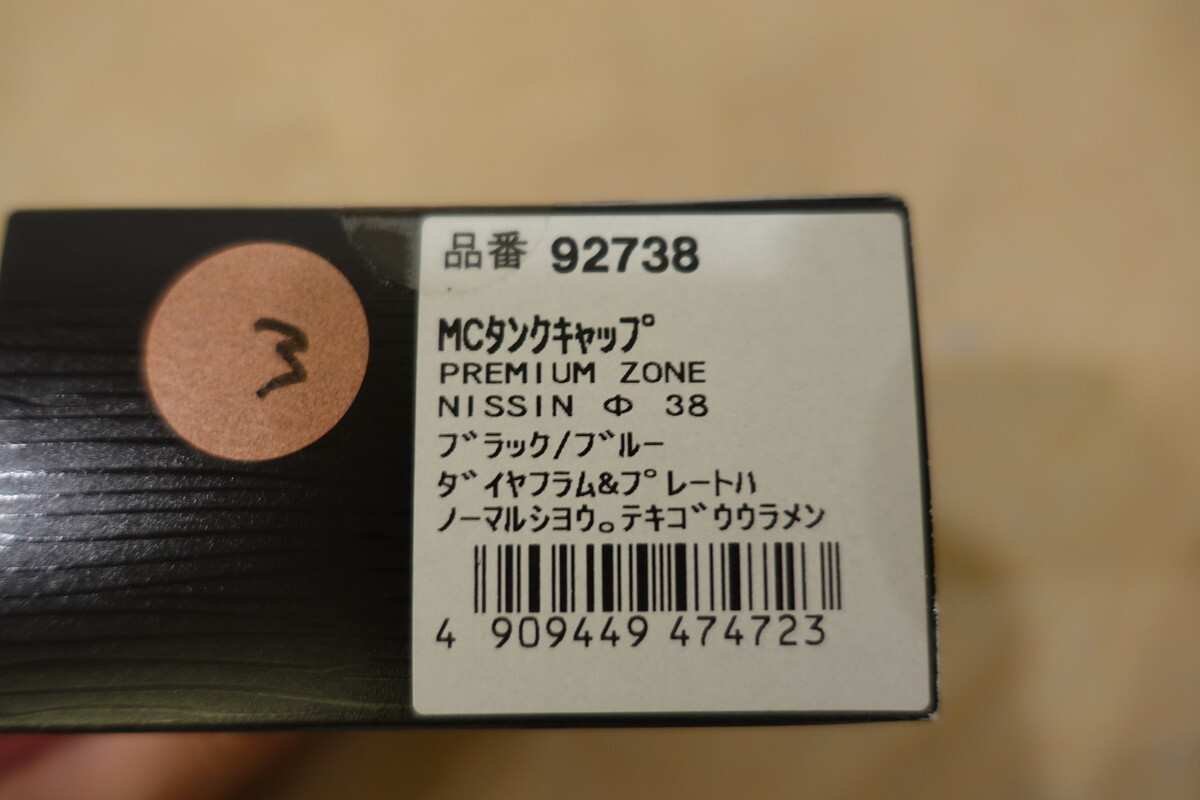 3
品番 92738
MCタンクキャップ
PREMIUM ZONE
NISSIN Φ 38
ブラック/ブルー
ダイヤフラム&プレートハ
ノーマルシヨウ。テキゴウウラメン
4 909449 474723